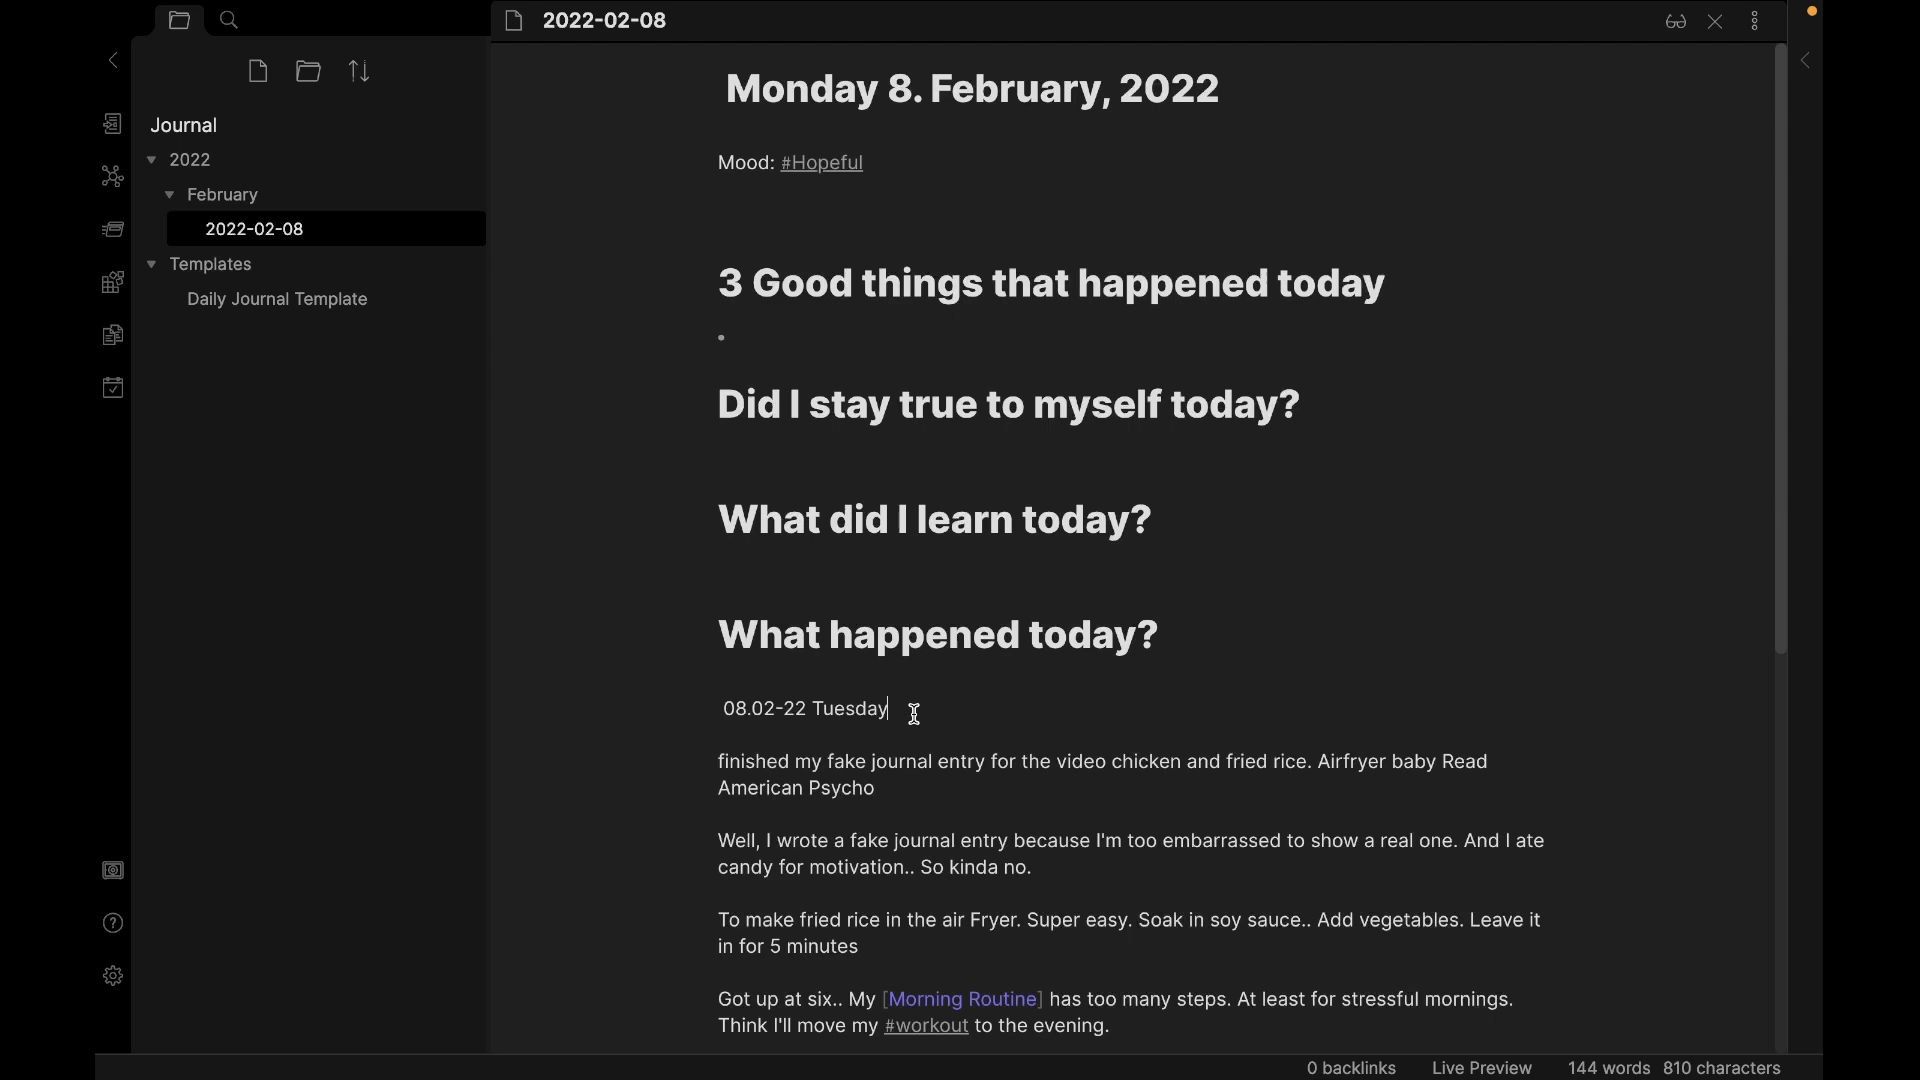 2022-02-08
Journal
2022
February
2022-02-08
Templates
Daily Journal Template
Monday 8. February, 2022
Mood: #Hopeful
3 Good things that happened today
•
Did I stay true to myself today?
What did I learn today?
What happened today?
08.02-22 Tuesday
finished my fake journal entry for the video chicken and fried rice. Airfryer baby Read
American Psycho
Well, I wrote a fake journal entry because I'm too embarrassed to show a real one. And I ate
candy for motivation.. So kinda no.
To make fried rice in the air Fryer. Super easy. Soak in soy sauce.. Add vegetables. Leave it
in for 5 minutes
Got up at six.. My [Morning Routine] has too many steps. At least for stressful mornings.
Think I'll move my #workout to the evening.
0 backlinks Live Preview 144 words 810 characters